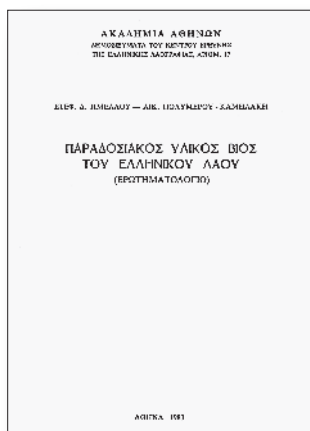 ΑΚΑΔΗΜΙΑ ΑΘΗΝΩΝ
ΔΗΜΟΣΙΕΥΜΑΤΑ ΤΟΥ ΚΕΝΤΡΟΥ ΕΡΕΥΝΗΣ
ΤΗΣ ΕΛΛΗΝΙΚΗΣ ΛΑΟΓΡΑΦΙΑΣ, ΑΡΙΘΜ. 17
ΣΤΕΦ. Δ. ΗΜΕΛΛΟΥ — ΑΙΚ. ΠΟΛΥΜΕΡΟΥ - ΚΑΜΗΛΑΚΗ
ΠΑΡΑΔΟΣΙΑΚΟΣ ΥΛΙΚΟΣ ΒΙΟΣ
ΤΟΥ ΕΛΛΗΝΙΚΟΥ ΛΑΟΥ
(ΕΡΩΤΗΜΑΤΟΛΟΓΙΟ)
ΑΘΗΝΑ